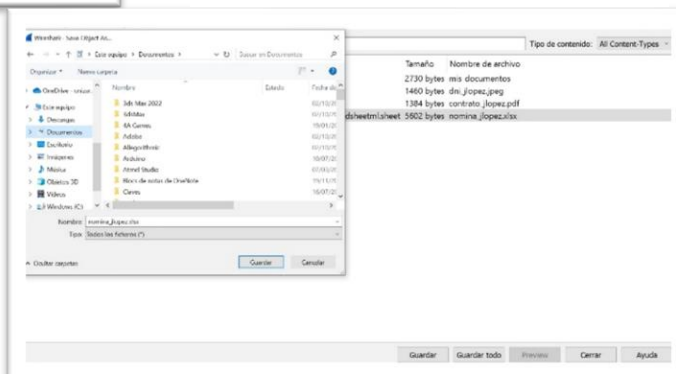 Wireshark · Save Object As...
Este equipo > Documentos >
Buscar en Documentos
Organizar
Nueva carpeta
Nombre
Estado
OneDrive - 
Este equipo
Descargas
Documentos
Escritorio
Imágenes
Música
Objetos 3D
Vídeos
Windows (C:)
3ds Max 2022
3dsMax
4A Games
Adobe
Allegorithmic
Arduino
Atmel Studio
Blocs de notas de OneNote
Claves
Nombre: nomina_jlopez.xlsx
Tipo: Todos los ficheros (*)
Ocultar carpetas
Guardar
Cancelar
Tipo de contenido: All Content-Types
Tamaño Nombre de archivo
2730 bytes mis documentos
1460 bytes dni_jlopez.jpeg
1384 bytes contrato_jlopez.pdf
dsheetml.sheet 5602 bytes nomina_jlopez.xlsx
Guardar Guardar todo Preview Cerrar Ayuda